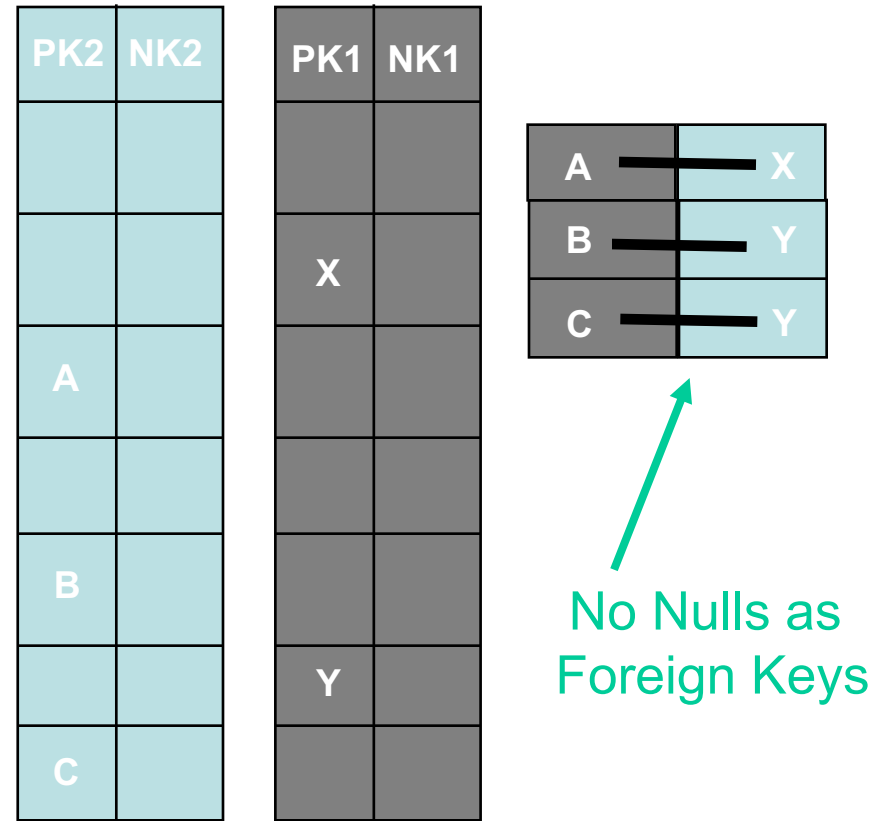 PK2 NK2
A
B
C
PK1 NK1
X
Y
A X
B Y
C Y
No Nulls as
Foreign Keys